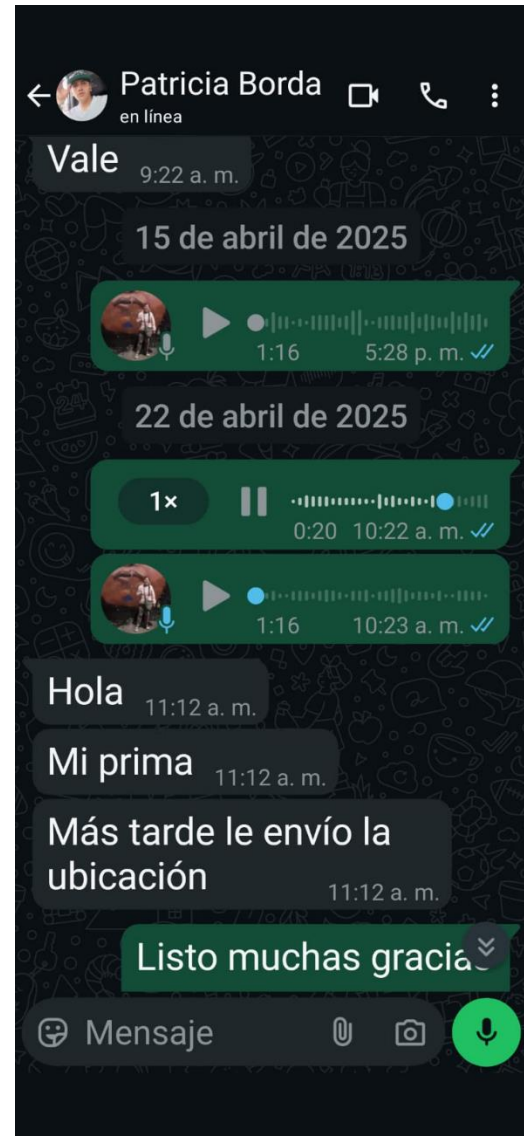 Patricia Borda
en línea
Vale 9:22 a. m.
15 de abril de 2025
1:16 5:28 p. m.
22 de abril de 2025
1×
0:20 10:22 a. m.
1:16 10:23 a. m.
Hola 11:12 a. m.
Mi prima 11:12 a. m.
Más tarde le envío la
ubicación 11:12 a. m.
Listo muchas gracias
Mensaje